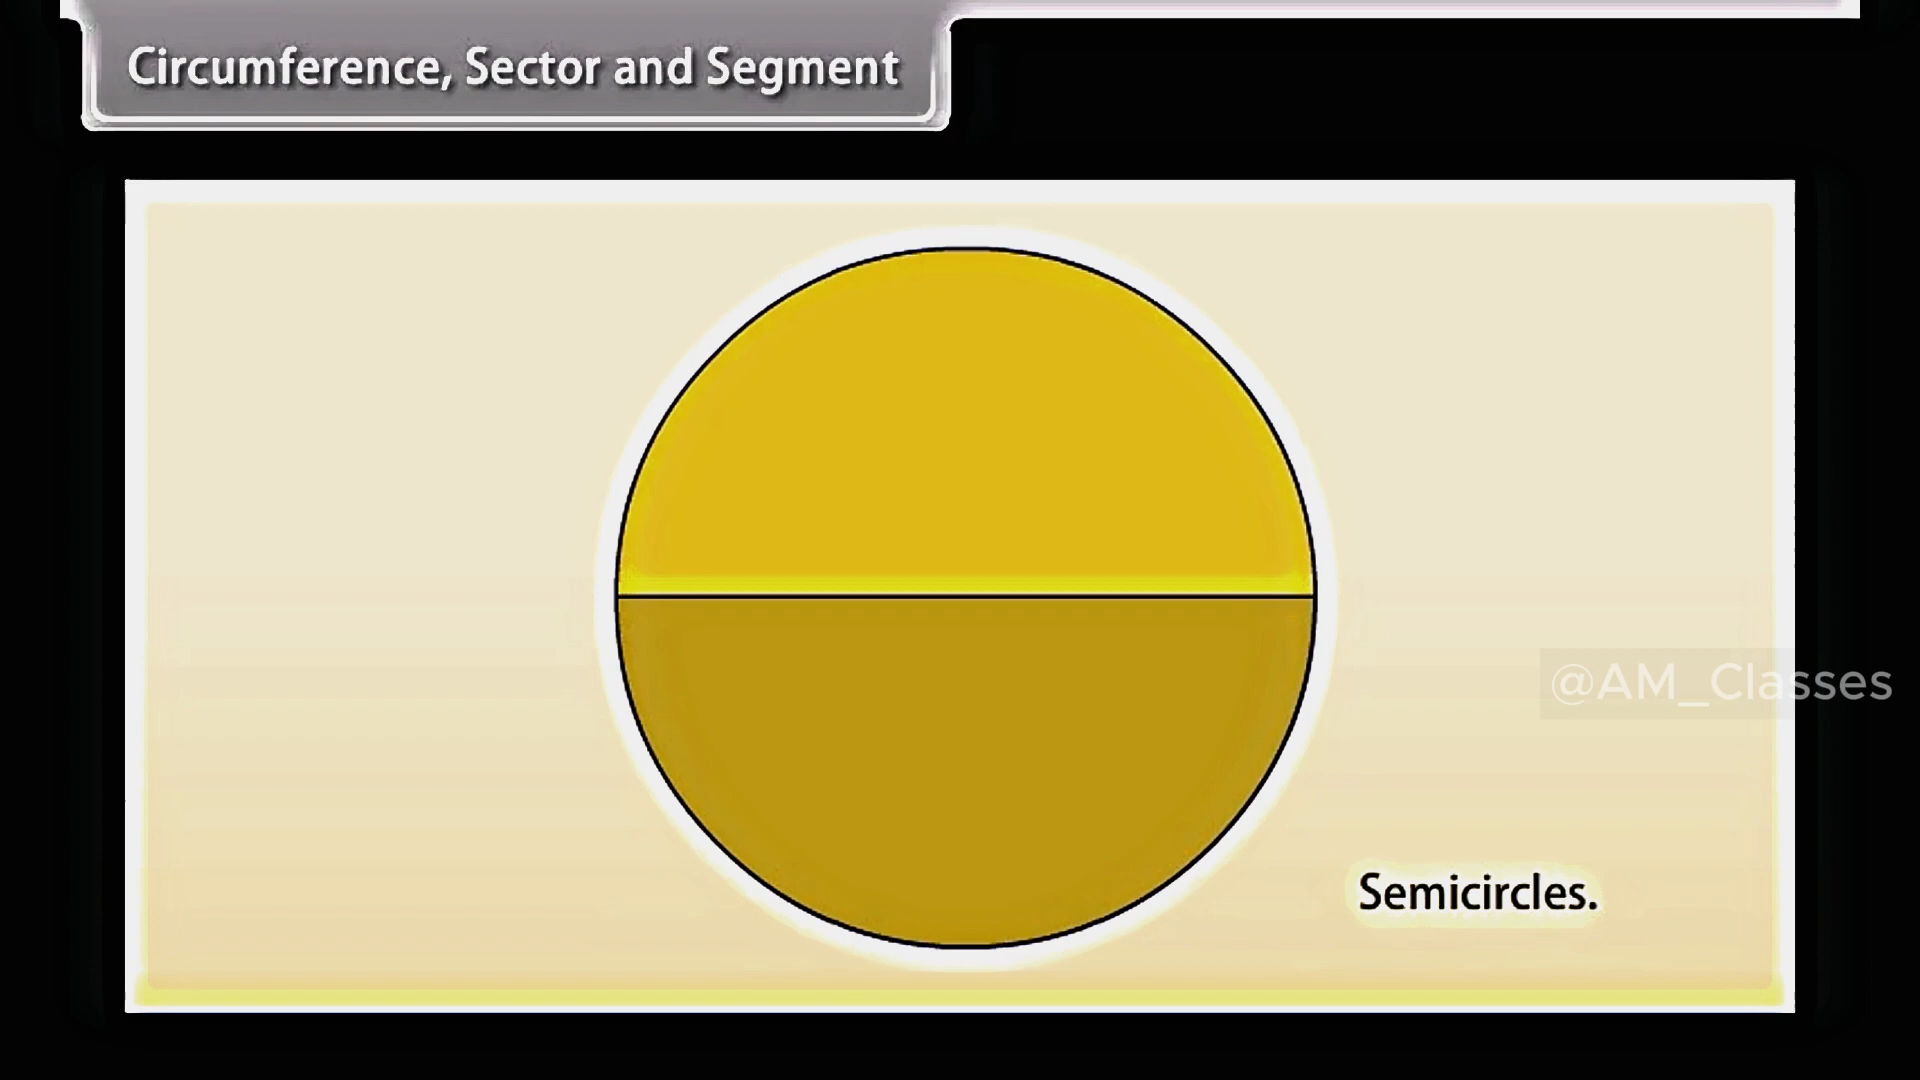 Circumference, Sector and Segment
@AM_Classes
Semicircles.